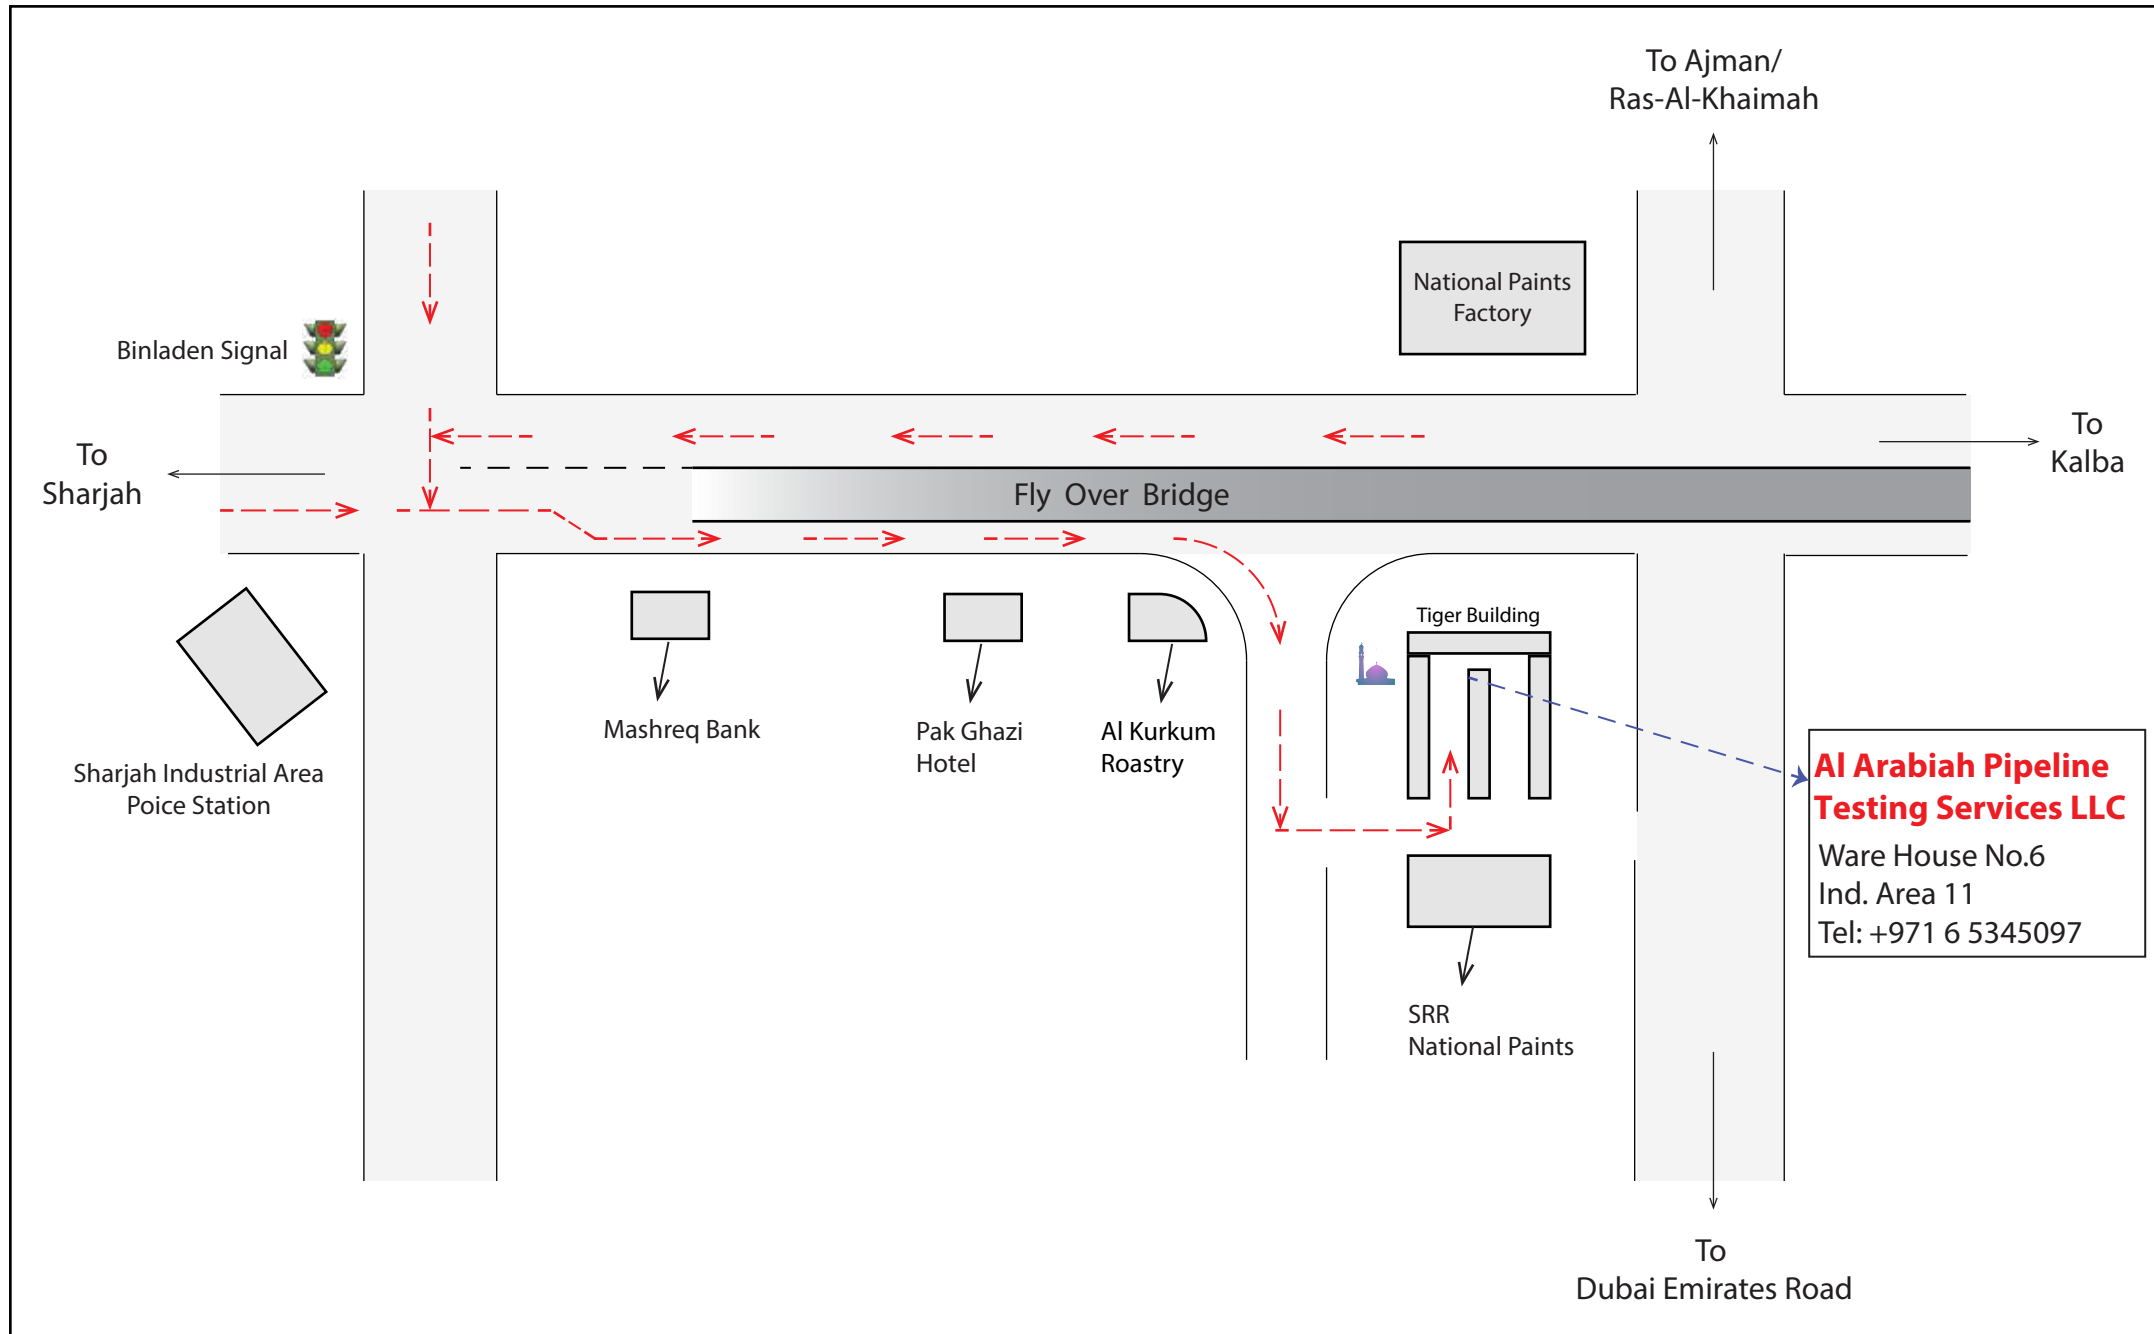 To Ajman/
Ras-Al-Khaimah
National Paints
Factory
Binladen Signal
To
Sharjah
To
Kalba
Fly Over Bridge
Tiger Building
Mashreq Bank
Pak Ghazi
Hotel
Al Kurkum
Roastry
Sharjah Industrial Area
Poice Station
Al Arabiah Pipeline
Testing Services LLC
Ware House No.6
Ind. Area 11
Tel: +971 6 5345097
SRR
National Paints
To
Dubai Emirates Road